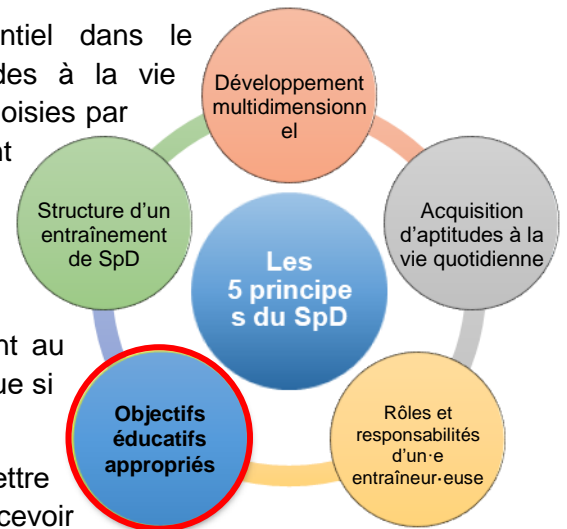 entiel dans le
des à la vie
oisies par
nt
nt au
ue si
ettre
cevoir
Développement
multidimensionn
el
Structure d'un
entraînement
de SpD
Acquisition
d'aptitudes à la
vie quotidienne
Les
5 principe
s du SpD
Objectifs
éducatifs
appropriés
Rôles et
responsabilités
d'un·e
entraîneur·euse